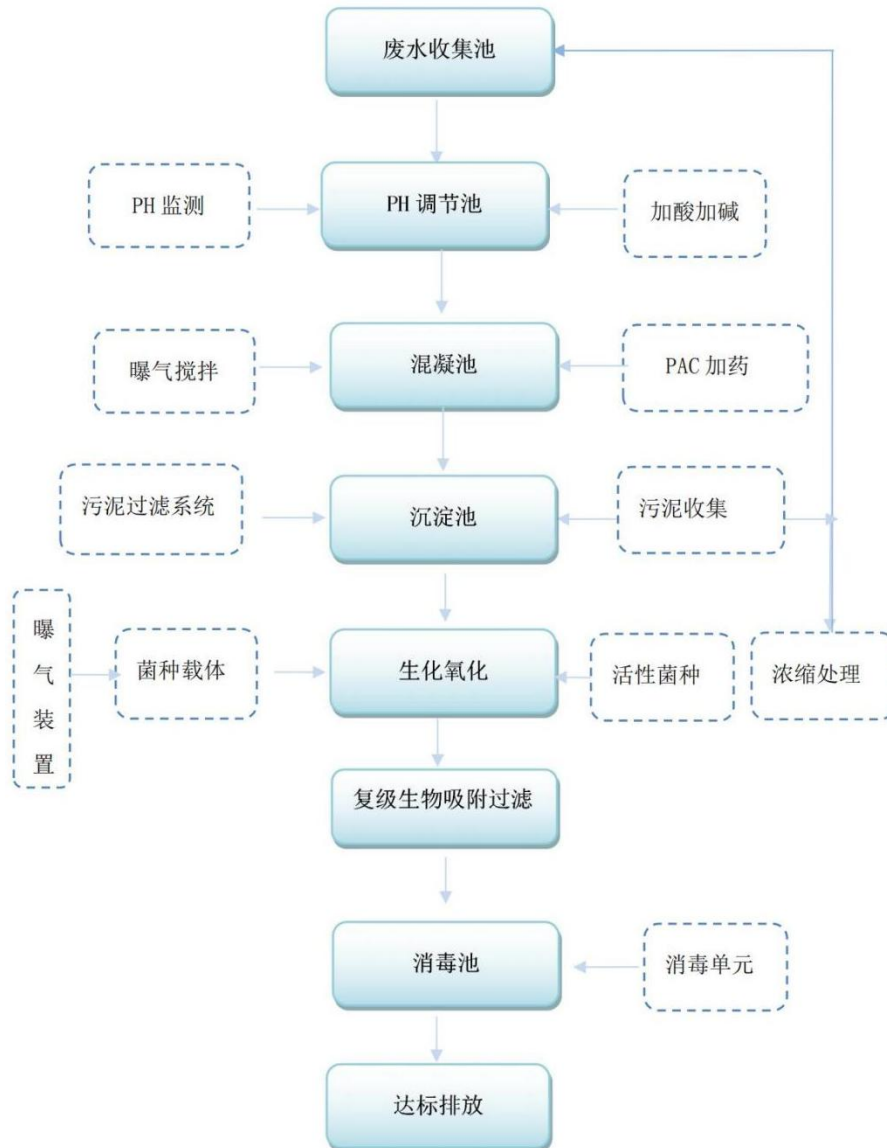 废水收集池
PH 监测
PH 调节池
加酸加碱
曝气搅拌
混凝池
PAC 加药
污泥过滤系统
沉淀池
污泥收集
曝气装置
菌种载体
生化氧化
活性菌种
浓缩处理
复级生物吸附过滤
消毒池
消毒单元
达标排放